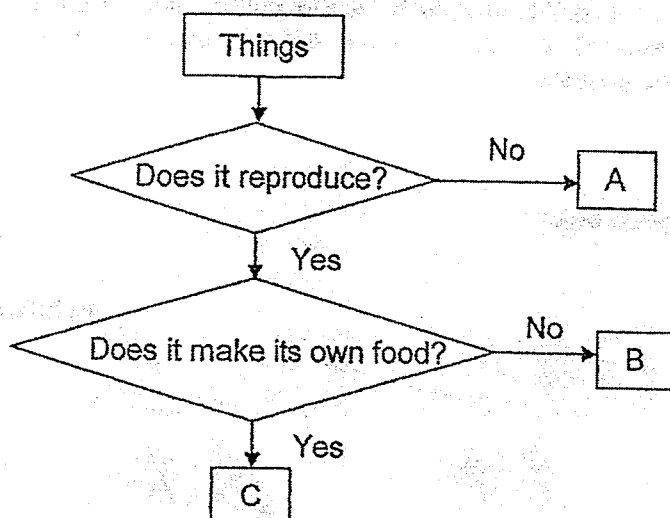 Things
Does it reproduce?
No
A
Yes
Does it make its own food?
No
B
Yes
C